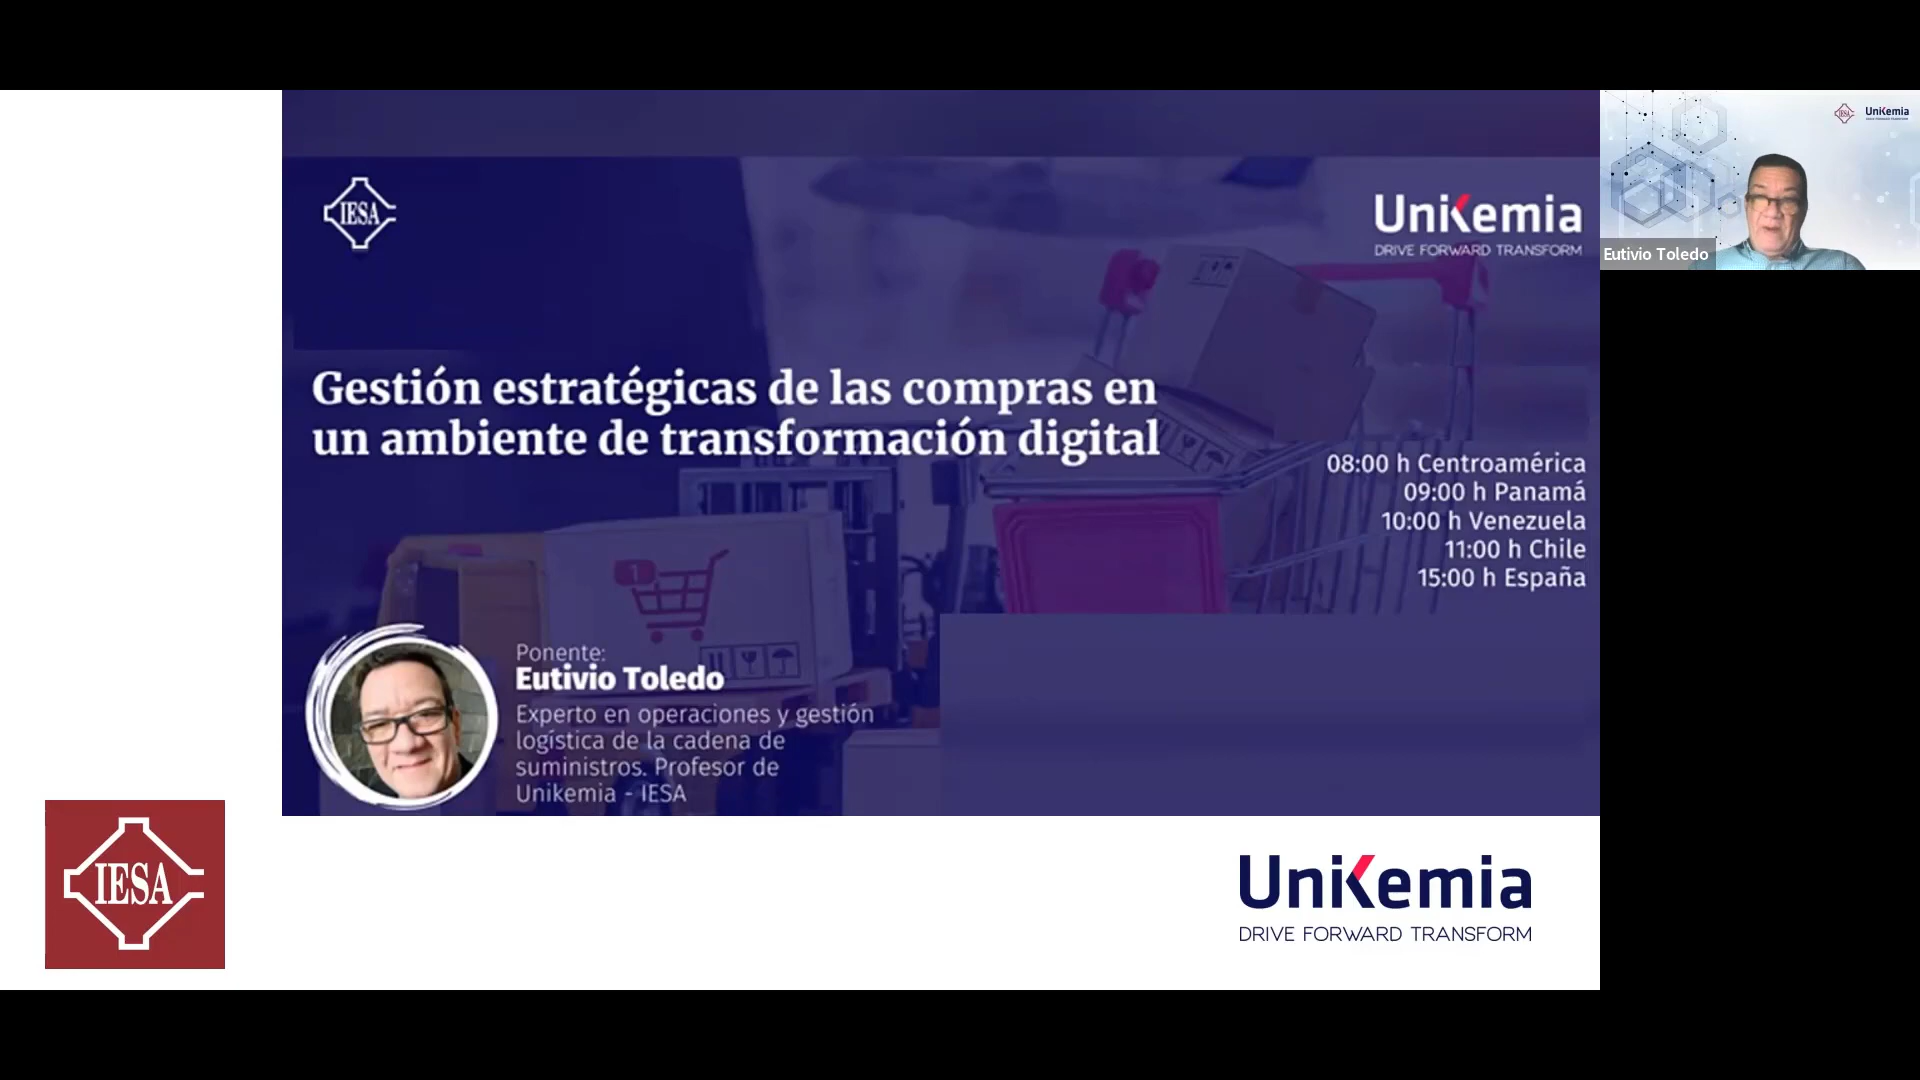 IESA
UniKemia
DRIVE FORWARD TRANSFORM
Gestión estratégicas de las compras en
un ambiente de transformación digital
08:00 h Centroamérica
09:00 h Panamá
10:00 h Venezuela
11:00 h Chile
15:00 h España
1
Ponente:
Eutivio Toledo
Experto en operaciones y gestión
logística de la cadena de
suministros. Profesor de
Unikemia - IESA
IESA
UniKemia
DRIVE FORWARD TRANSFORM
IESA
UniKemia
Eutivio Toledo